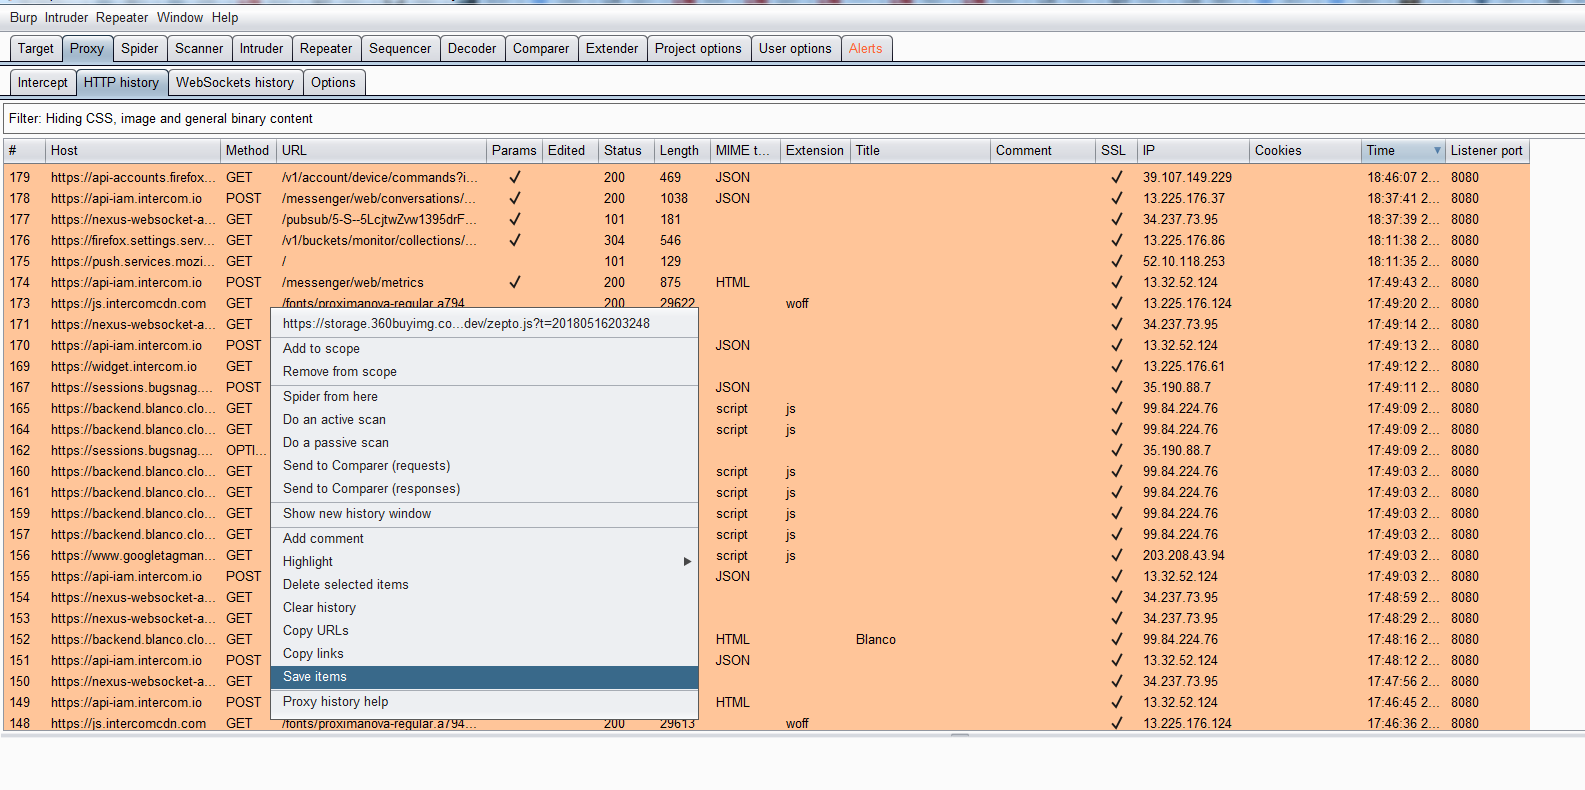 Burp Intruder Repeater Window Help
Target Proxy Spider Scanner Intruder Repeater Sequencer Decoder Comparer Extender Project options User options Alerts
Intercept HTTP history WebSockets history Options
Filter: Hiding CSS, image and general binary content
# Host Method URL Params Edited Status Length MIME t... Extension Title Comment SSL IP Cookies Time Listener port
179 https://api-accounts.firefox... GET /v1/account/device/commands?i... ✓ 200 469 JSON ✓ 39.107.149.229 18:46:07 2... 8080
178 https://api-iam.intercom.io POST /messenger/web/conversations/... ✓ 200 1038 JSON ✓ 13.225.176.37 18:37:41 2... 8080
177 https://nexus-websocket-a... GET /pubsub/5-S--5LcjtwZvw1395drF... ✓ 101 181 ✓ 34.237.73.95 18:37:39 2... 8080
176 https://firefox.settings.serv... GET /v1/buckets/monitor/collections/... ✓ 304 546 ✓ 13.225.176.86 18:11:38 2... 8080
175 https://push.services.mozi... GET / 101 129 ✓ 52.10.118.253 18:11:35 2... 8080
174 https://api-iam.intercom.io POST /messenger/web/metrics ✓ 200 875 HTML ✓ 13.32.52.124 17:49:43 2... 8080
173 https://js.intercomcdn.com GET /fonts/proximanova-regular.a794... 200 29622 woff ✓ 13.225.176.124 17:49:20 2... 8080
171 https://nexus-websocket-a... GET ✓ 34.237.73.95 17:49:14 2... 8080
170 https://api-iam.intercom.io POST JSON ✓ 13.32.52.124 17:49:13 2... 8080
169 https://widget.intercom.io GET ✓ 13.225.176.61 17:49:12 2... 8080
167 https://sessions.bugsnag.... POST JSON ✓ 35.190.88.7 17:49:11 2... 8080
165 https://backend.blanco.clo... GET script js ✓ 99.84.224.76 17:49:09 2... 8080
164 https://backend.blanco.clo... GET script js ✓ 99.84.224.76 17:49:09 2... 8080
162 https://sessions.bugsnag.... OPTI... ✓ 35.190.88.7 17:49:09 2... 8080
160 https://backend.blanco.clo... GET script js ✓ 99.84.224.76 17:49:03 2... 8080
161 https://backend.blanco.clo... GET script js ✓ 99.84.224.76 17:49:03 2... 8080
159 https://backend.blanco.clo... GET script js ✓ 99.84.224.76 17:49:03 2... 8080
157 https://backend.blanco.clo... GET script js ✓ 99.84.224.76 17:49:03 2... 8080
156 https://www.googletagman... GET script js ✓ 203.208.43.94 17:49:03 2... 8080
155 https://api-iam.intercom.io POST JSON ✓ 13.32.52.124 17:49:03 2... 8080
154 https://nexus-websocket-a... GET ✓ 34.237.73.95 17:48:59 2... 8080
153 https://nexus-websocket-a... GET ✓ 34.237.73.95 17:48:29 2... 8080
152 https://backend.blanco.clo... GET HTML Blanco ✓ 99.84.224.76 17:48:16 2... 8080
151 https://api-iam.intercom.io POST JSON ✓ 13.32.52.124 17:48:12 2... 8080
150 https://nexus-websocket-a... GET ✓ 34.237.73.95 17:47:56 2... 8080
149 https://api-iam.intercom.io POST HTML ✓ 13.32.52.124 17:46:45 2... 8080
148 https://js.intercomcdn.com GET /fonts/proximanova-regular.a794... 200 29613 woff ✓ 13.225.176.124 17:46:36 2... 8080
https://storage.360buyimg.co...dev/zepto.js?t=20180516203248
Add to scope
Remove from scope
Spider from here
Do an active scan
Do a passive scan
Send to Comparer (requests)
Send to Comparer (responses)
Show new history window
Add comment
Highlight
Delete selected items
Clear history
Copy URLs
Copy links
Save items
Proxy history help